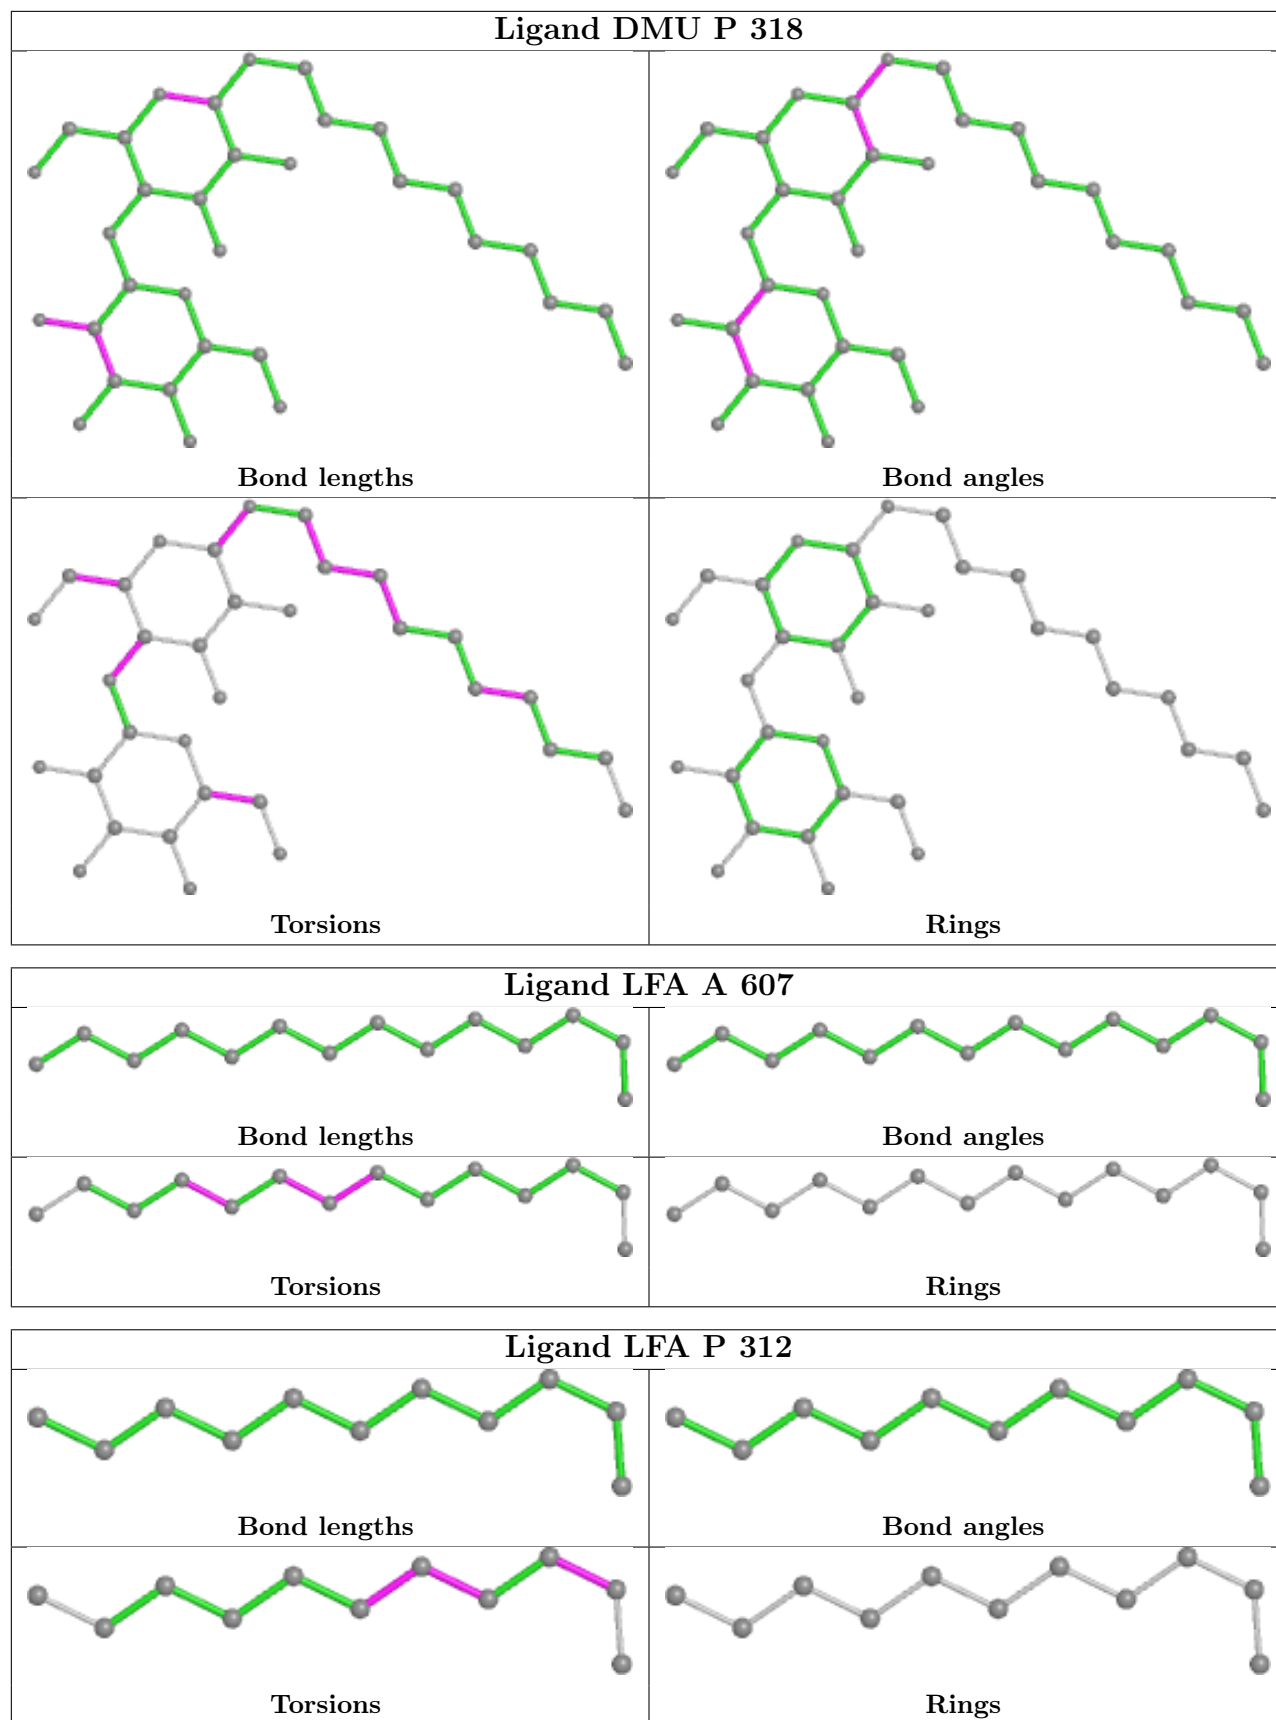 Ligand DMU P 318
Bond lengths
Bond angles
Torsions
Rings
Ligand LFA A 607
Bond lengths
Bond angles
Torsions
Rings
Ligand LFA P 312
Bond lengths
Bond angles
Torsions
Rings